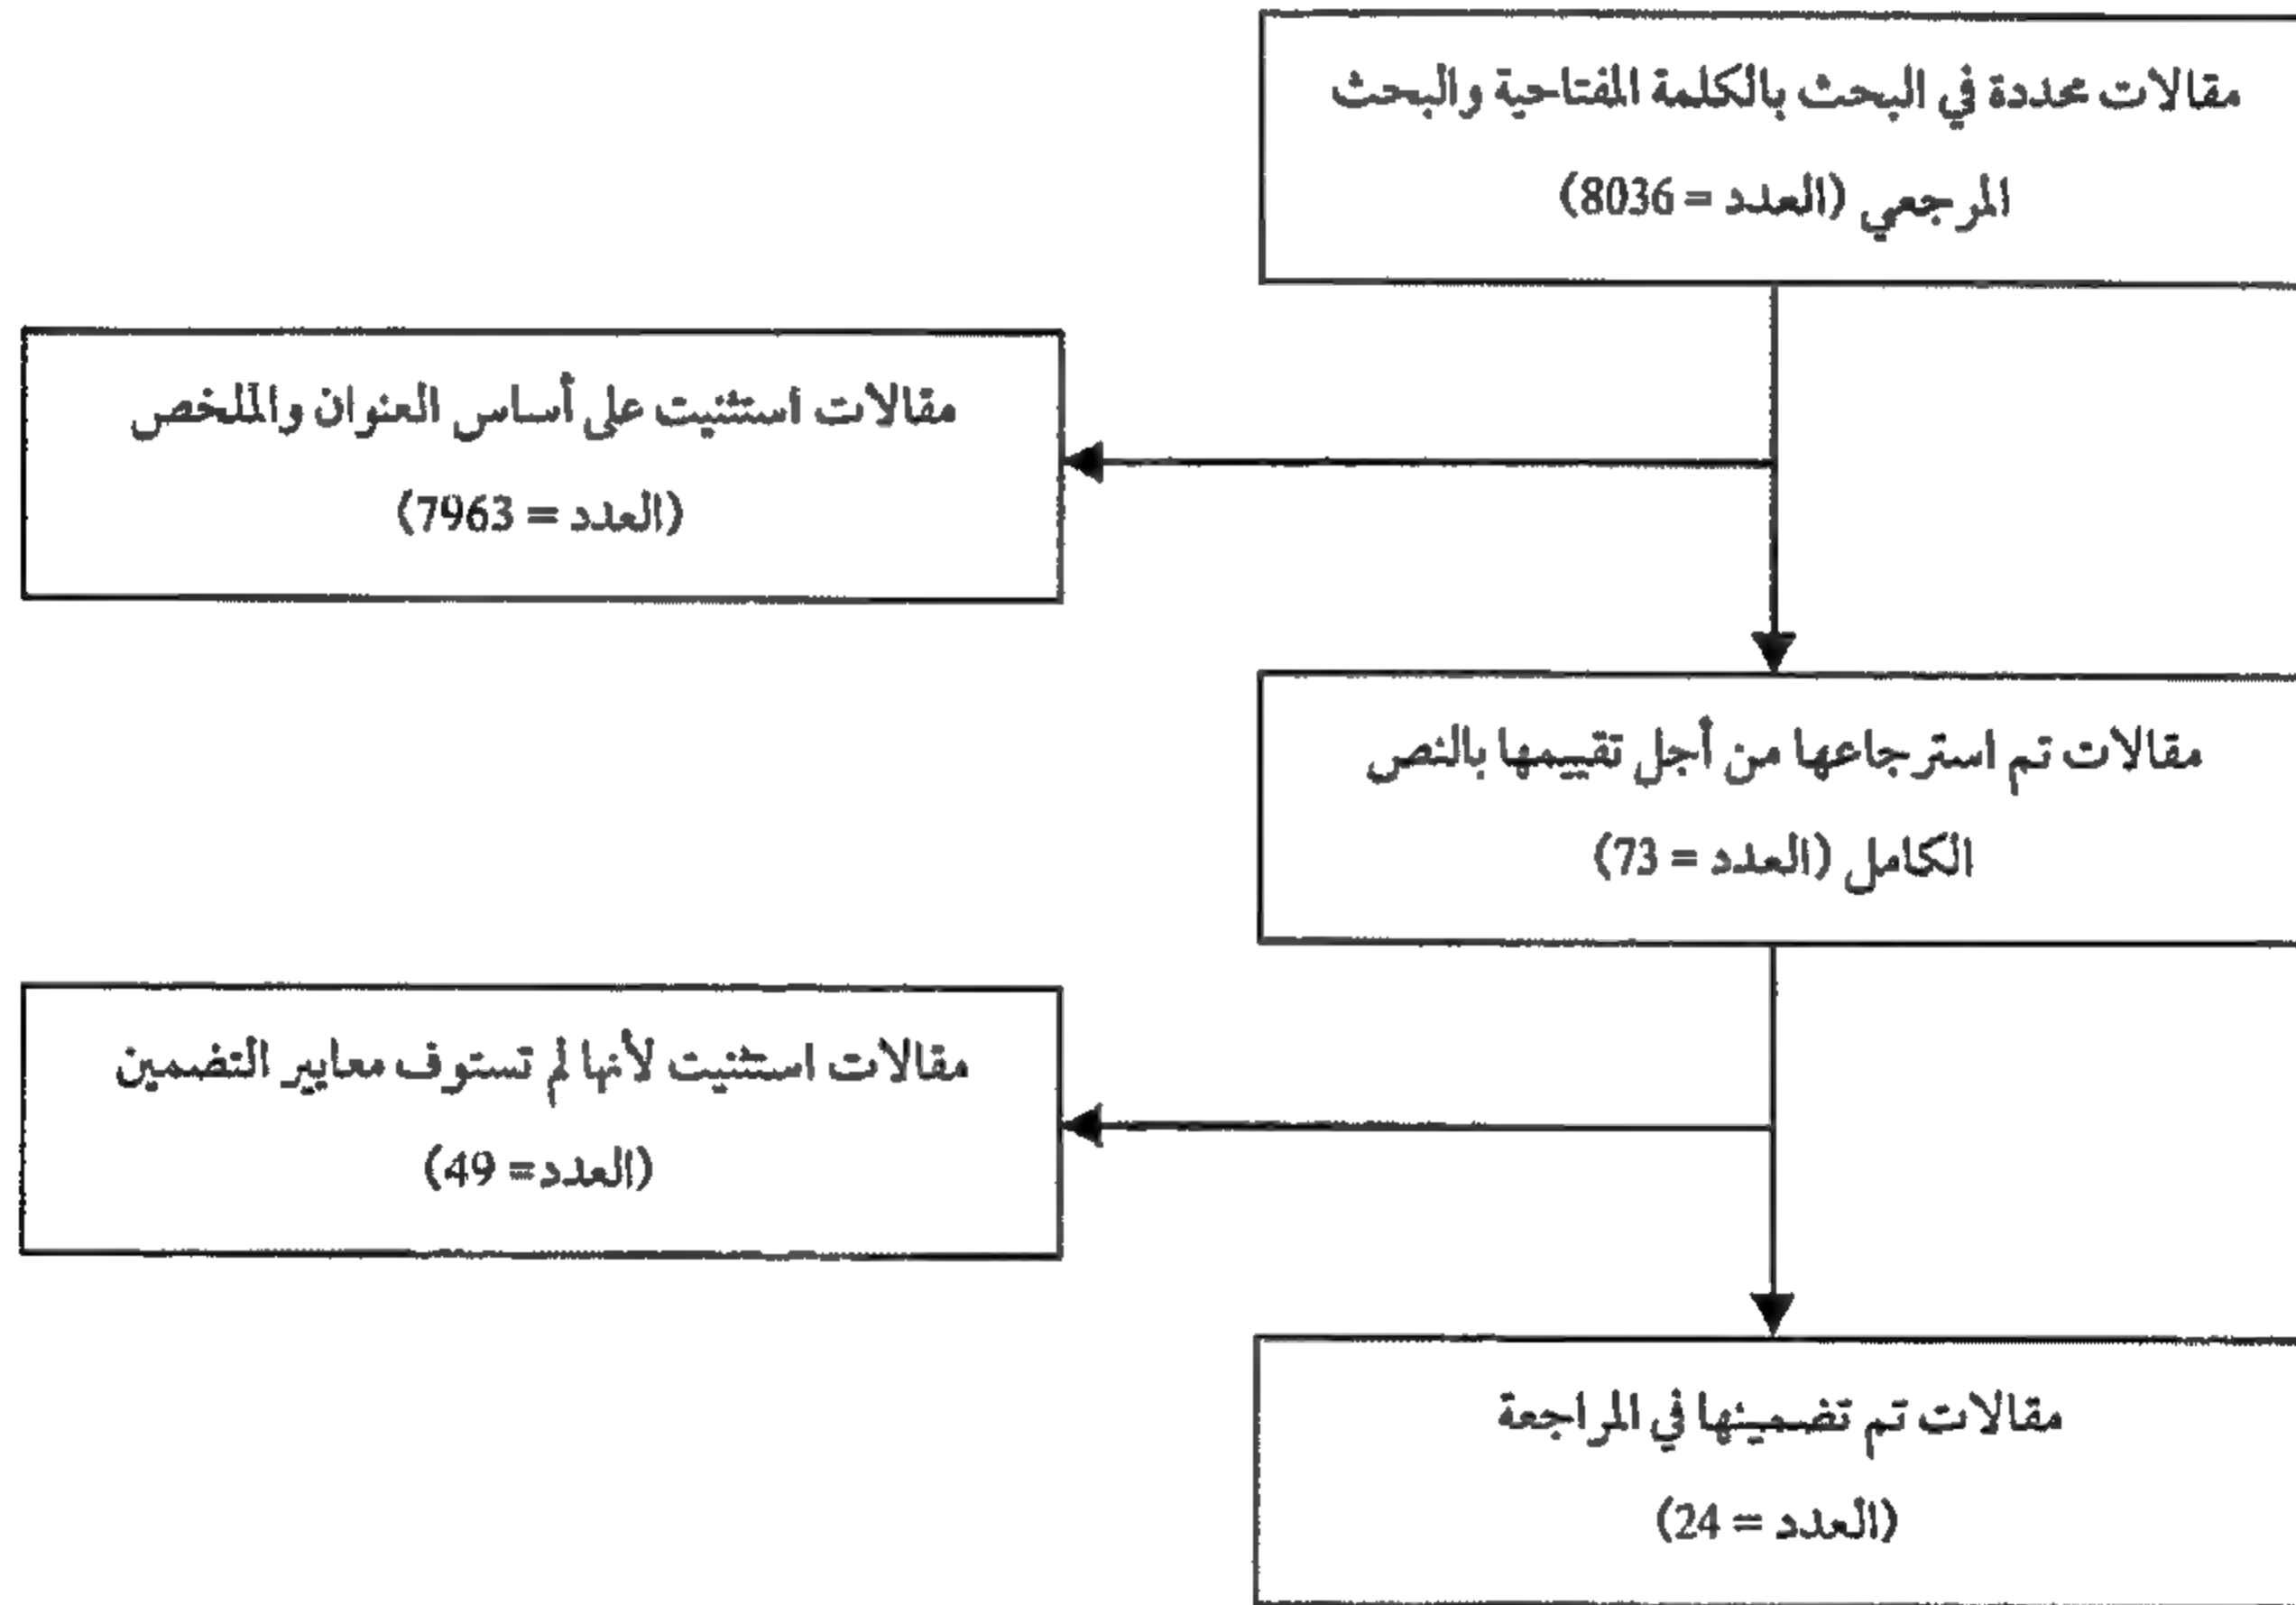 مقالات محددة في البحث بالكلمة المفتاحية والبحث
المرجعي (العدد = 8036)
مقالات استثنيت على أساس العنوان والملخص
(العدد = 7963)
مقالات تم استرجاعها من أجل تقييمها بالنص
الكامل (العدد = 73)
مقالات استثنيت لأنها لم تستوف معايير التضمين
(العدد= 49)
مقالات تم تضمينها في المراجعة
(العدد = 24)